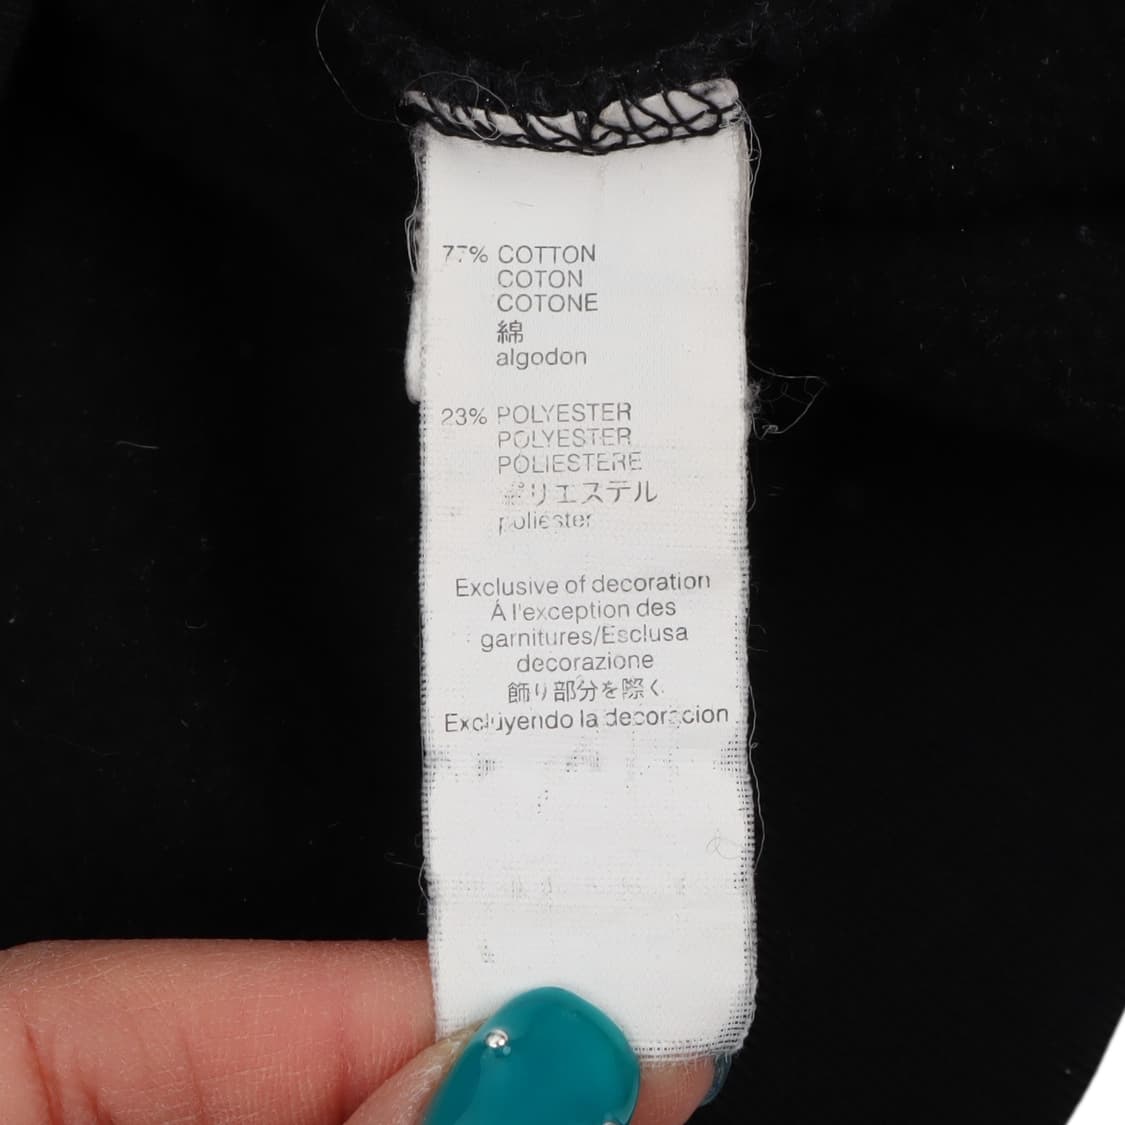 77% COTTON
COTON
COTONE
綿
algodon
23% POLYESTER
POLYESTER
POLIESTERE
ポリエステル
poliester
Exclusive of decoration
Á l'exception des
garnitures/Esclusa
decorazione
飾り部分を際く
Excluyendo la decoracion